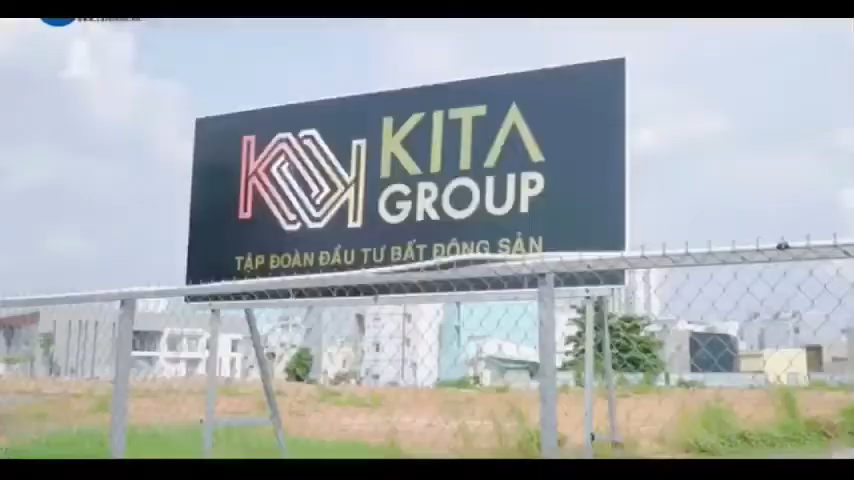 KITA
GROUP
TẬP ĐOÀN ĐẦU TƯ BẤT ĐỘNG SẢN